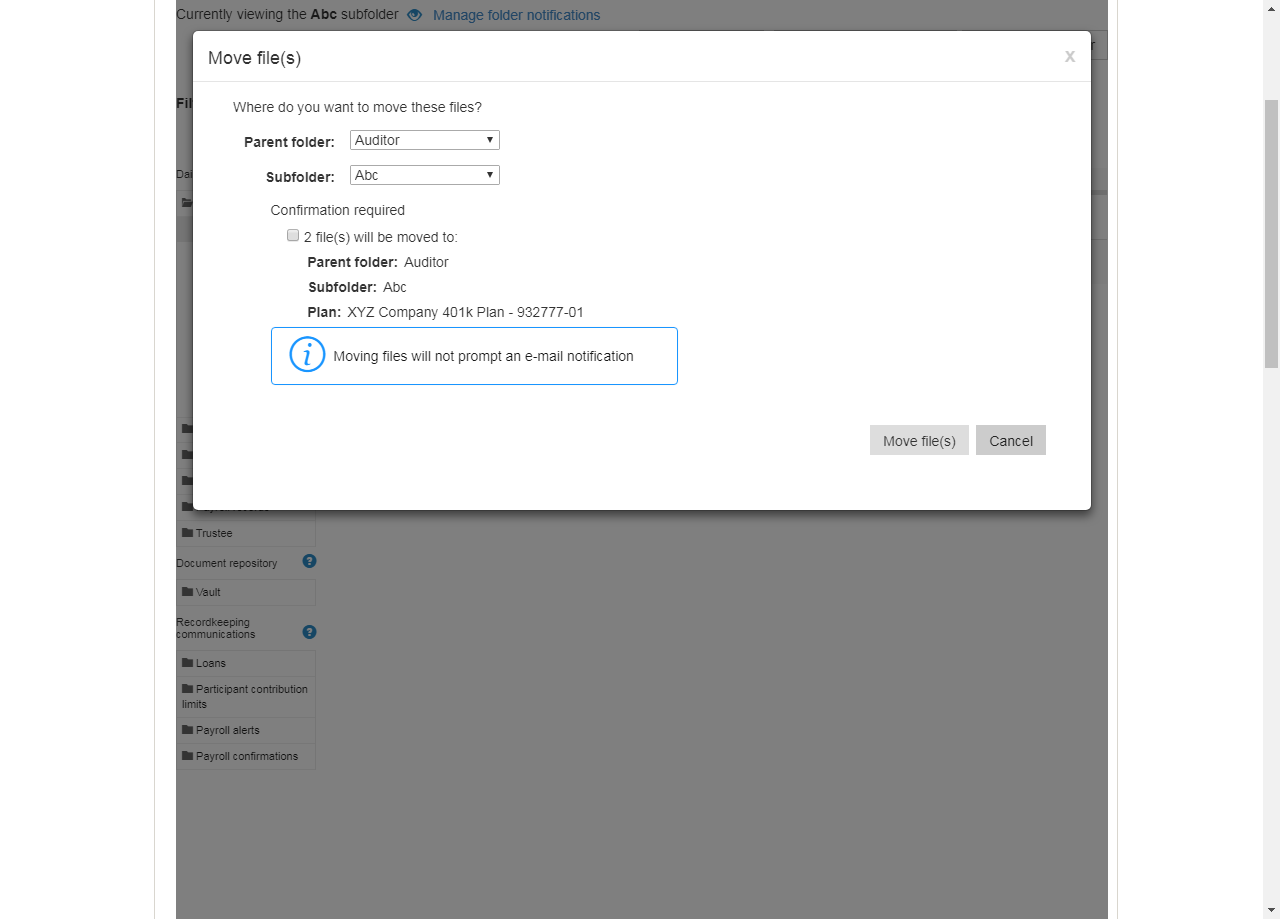 Currently viewing the Abc subfolder Manage folder notifications
Move file(s)
X
Where do you want to move these files?
Parent folder: Auditor
Subfolder: Abc
Confirmation required
2 file(s) will be moved to:
Parent folder: Auditor
Subfolder: Abc
Plan: XYZ Company 401k Plan - 932777-01
i Moving files will not prompt an e-mail notification
Move file(s) Cancel
Trustee
Document repository ?
Vault
Recordkeeping
communications ?
Loans
Participant contribution
limits
Payroll alerts
Payroll confirmations